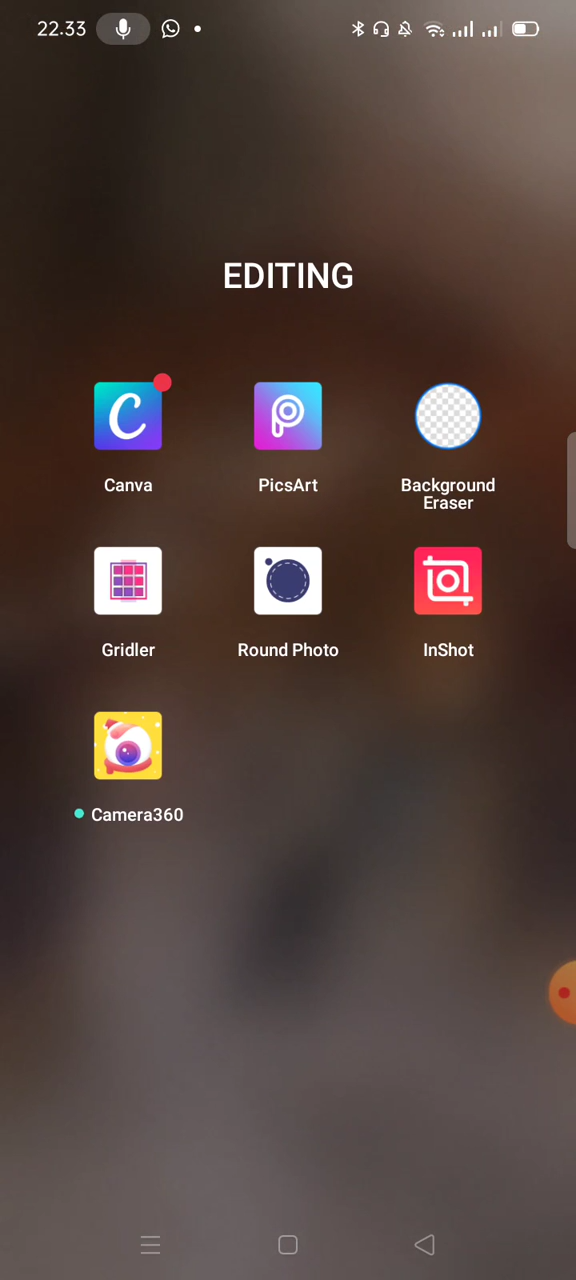 22.33
EDITING
Canva
PicsArt
Background
Eraser
Gridler
Round Photo
InShot
Camera360